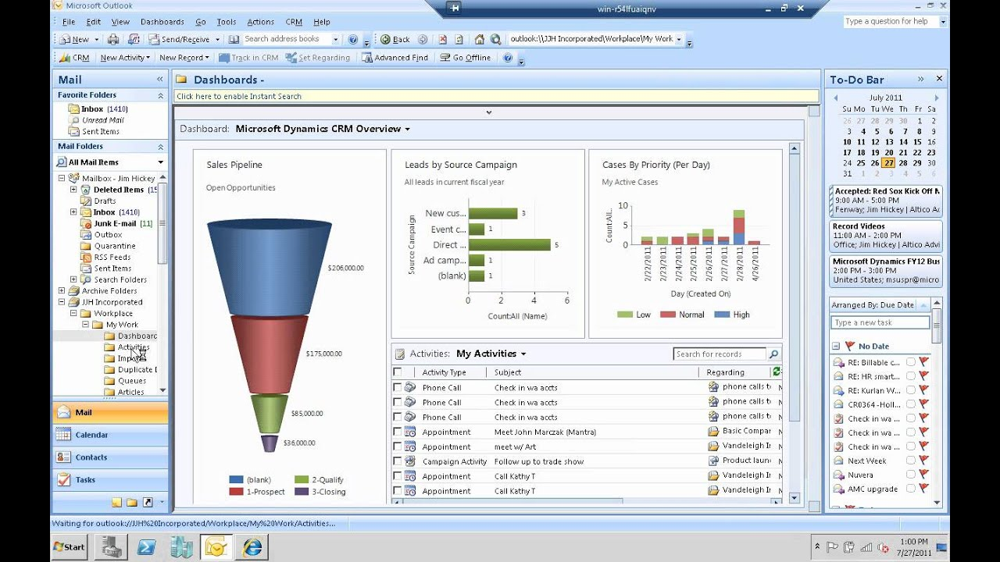 Microsoft Outlook
win-r54lfuaiqnv
File Edit View Dashboards Go Tools Actions CRM Help
Type a question for help
New Send/Receive Search address books Back outlook:\\JJH Incorporated\Workplace\My Work
CRM New Activity New Record Track in CRM Set Regarding Advanced Find Go Offline
Mail
Favorite Folders
Inbox (1410)
Unread Mail
Sent Items
Mail Folders
All Mail Items
Mailbox - Jim Hickey
Deleted Items
Drafts
Inbox (1410)
Junk E-mail [11]
Outbox
Quarantine
RSS Feeds
Sent Items
Search Folders
Archive Folders
JJH Incorporated
Workplace
My Work
Dashboard
Activities
Duplicate D
Queues
Articles
Mail
Calendar
Contacts
Tasks
Dashboards -
Click here to enable Instant Search
Dashboard: Microsoft Dynamics CRM Overview
Sales Pipeline
Open Opportunities
$206,000.00
$175,000.00
$85,000.00
$36,000.00
(blank) 2-Qualify
1-Prospect 3-Closing
Leads by Source Campaign
All leads in current fiscal year
Source Campaign
New cus... 3
Event c... 1
Direct ... 5
Ad camp... 1
(blank) 1
0 2 4 6
Count:All (Name)
Cases By Priority (Per Day)
My Active Cases
Count:All..
10
5
0
2/22/2011
2/23/2011
2/24/2011
2/25/2011
2/26/2011
2/27/2011
2/28/2011
4/26/2011
Day (Created On)
Low Normal High
Activities: My Activities
Search for records
Activity Type Subject Regarding
Phone Call Check in wa accts phone calls t
Phone Call Check in wa accts phone calls t
Phone Call Check in wa accts phone calls t
Appointment Meet John Marczak (Mantra) Basic Compar
Appointment meet w/ Art Vandeleigh In
Campaign Activity Follow up to trade show Product laun
Appointment Call Kathy T Vandeleigh In
Appointment Call Kathy T Vandeleigh In
To-Do Bar
July 2011
Su Mo Tu We Th Fr Sa
26 27 28 29 30 1 2
3 4 5 6 7 8 9
10 11 12 13 14 15 16
17 18 19 20 21 22 23
24 25 26 27 28 29 30
31 1 2 3 4 5 6
Accepted: Red Sox Kick Off N
9:00 AM - 5:00 PM
Fenway; Jim Hickey | Altico Ad
Record Videos
11:00 AM - 2:00 PM
Office; Jim Hickey | Altico Advi
Microsoft Dynamics FY12 Bus
2:00 PM - 3:00 PM
United States; msuspr@micro
Arranged By: Due Date
Type a new task
No Date
RE: Billable c...
RE: HR smart...
RE: Kurlan W...
CR0364 -Holl...
Check in wa ...
Check in wa ...
Check in wa ...
Next Week
Nuvera
AMC upgrade
Waiting for outlook://JJH%20Incorporated/Workplace/My%20Work/Activities...
Start
1:00 PM
7/27/2011